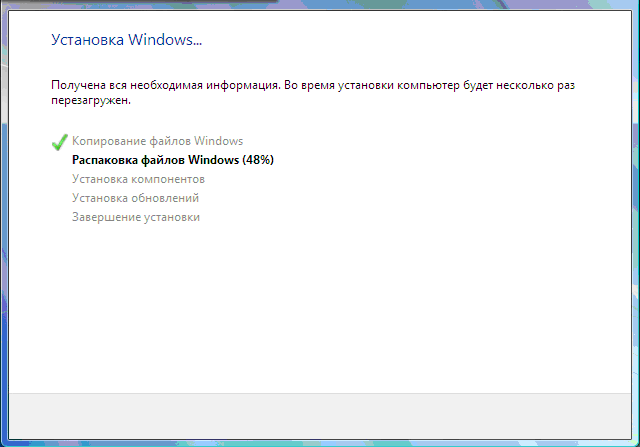 Установка Windows...
Получена вся необходимая информация. Во время установки компьютер будет несколько раз
перезагружен.
Копирование файлов Windows
Распаковка файлов Windows (48%)
Установка компонентов
Установка обновлений
Завершение установки